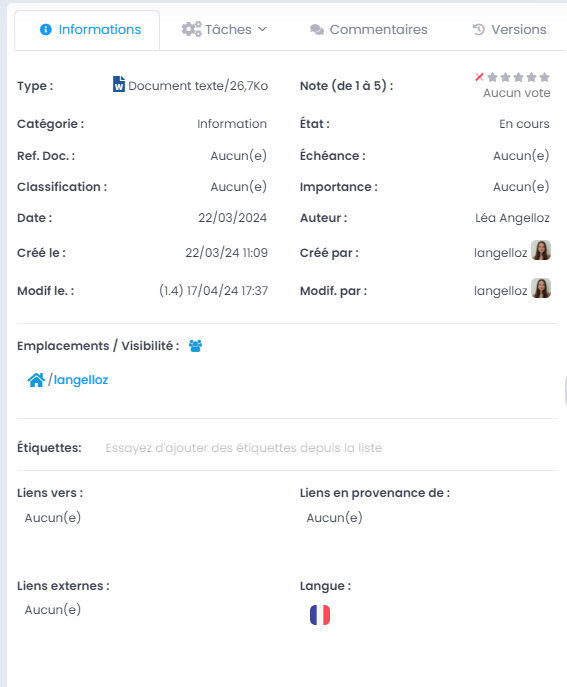 Informations Tâches Commentaires Versions
Type : Document texte/26,7Ko Note (de 1 à 5) :
Aucun vote
Catégorie : Information État : En cours
Ref. Doc. : Aucun(e) Échéance : Aucun(e)
Classification : Aucun(e) Importance : Aucun(e)
Date : 22/03/2024 Auteur : Léa Angelloz
Créé le : 22/03/24 11:09 Créé par : langelloz
Modif le. : (1.4) 17/04/24 17:37 Modif. par : langelloz
Emplacements / Visibilité :
/langelloz
Étiquettes: Essayez d'ajouter des étiquettes depuis la liste
Liens vers : Liens en provenance de :
Aucun(e) Aucun(e)
Liens externes : Langue :
Aucun(e)